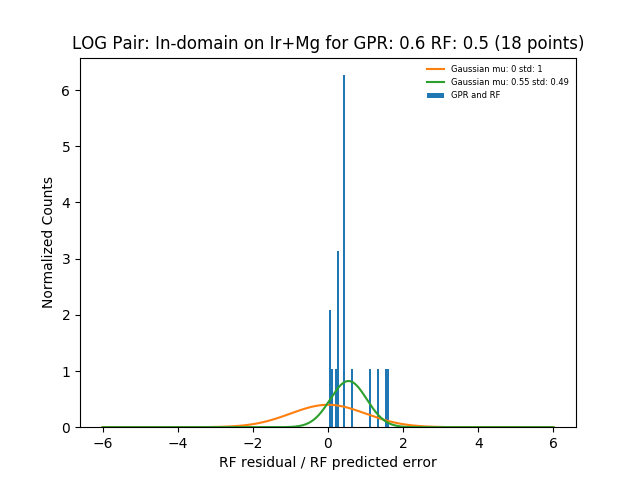 LOG Pair: In-domain on Ir+Mg for GPR: 0.6 RF: 0.5 (18 points)
Gaussian mu: 0 std: 1
Gaussian mu: 0.55 std: 0.49
GPR and RF
Normalized Counts
6
5
4
3
2
1
0
−6 −4 −2 0 2 4 6
RF residual / RF predicted error